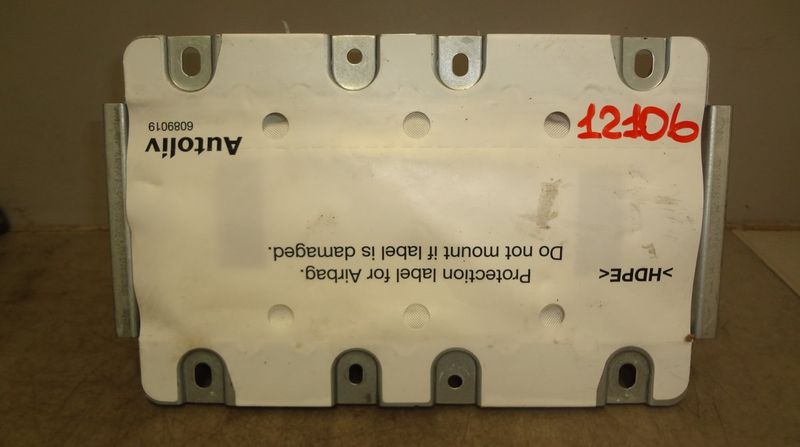 12106
Autoliv
6089019
Protection label for Airbag.
Do not mount if label is damaged.
>HDPE<